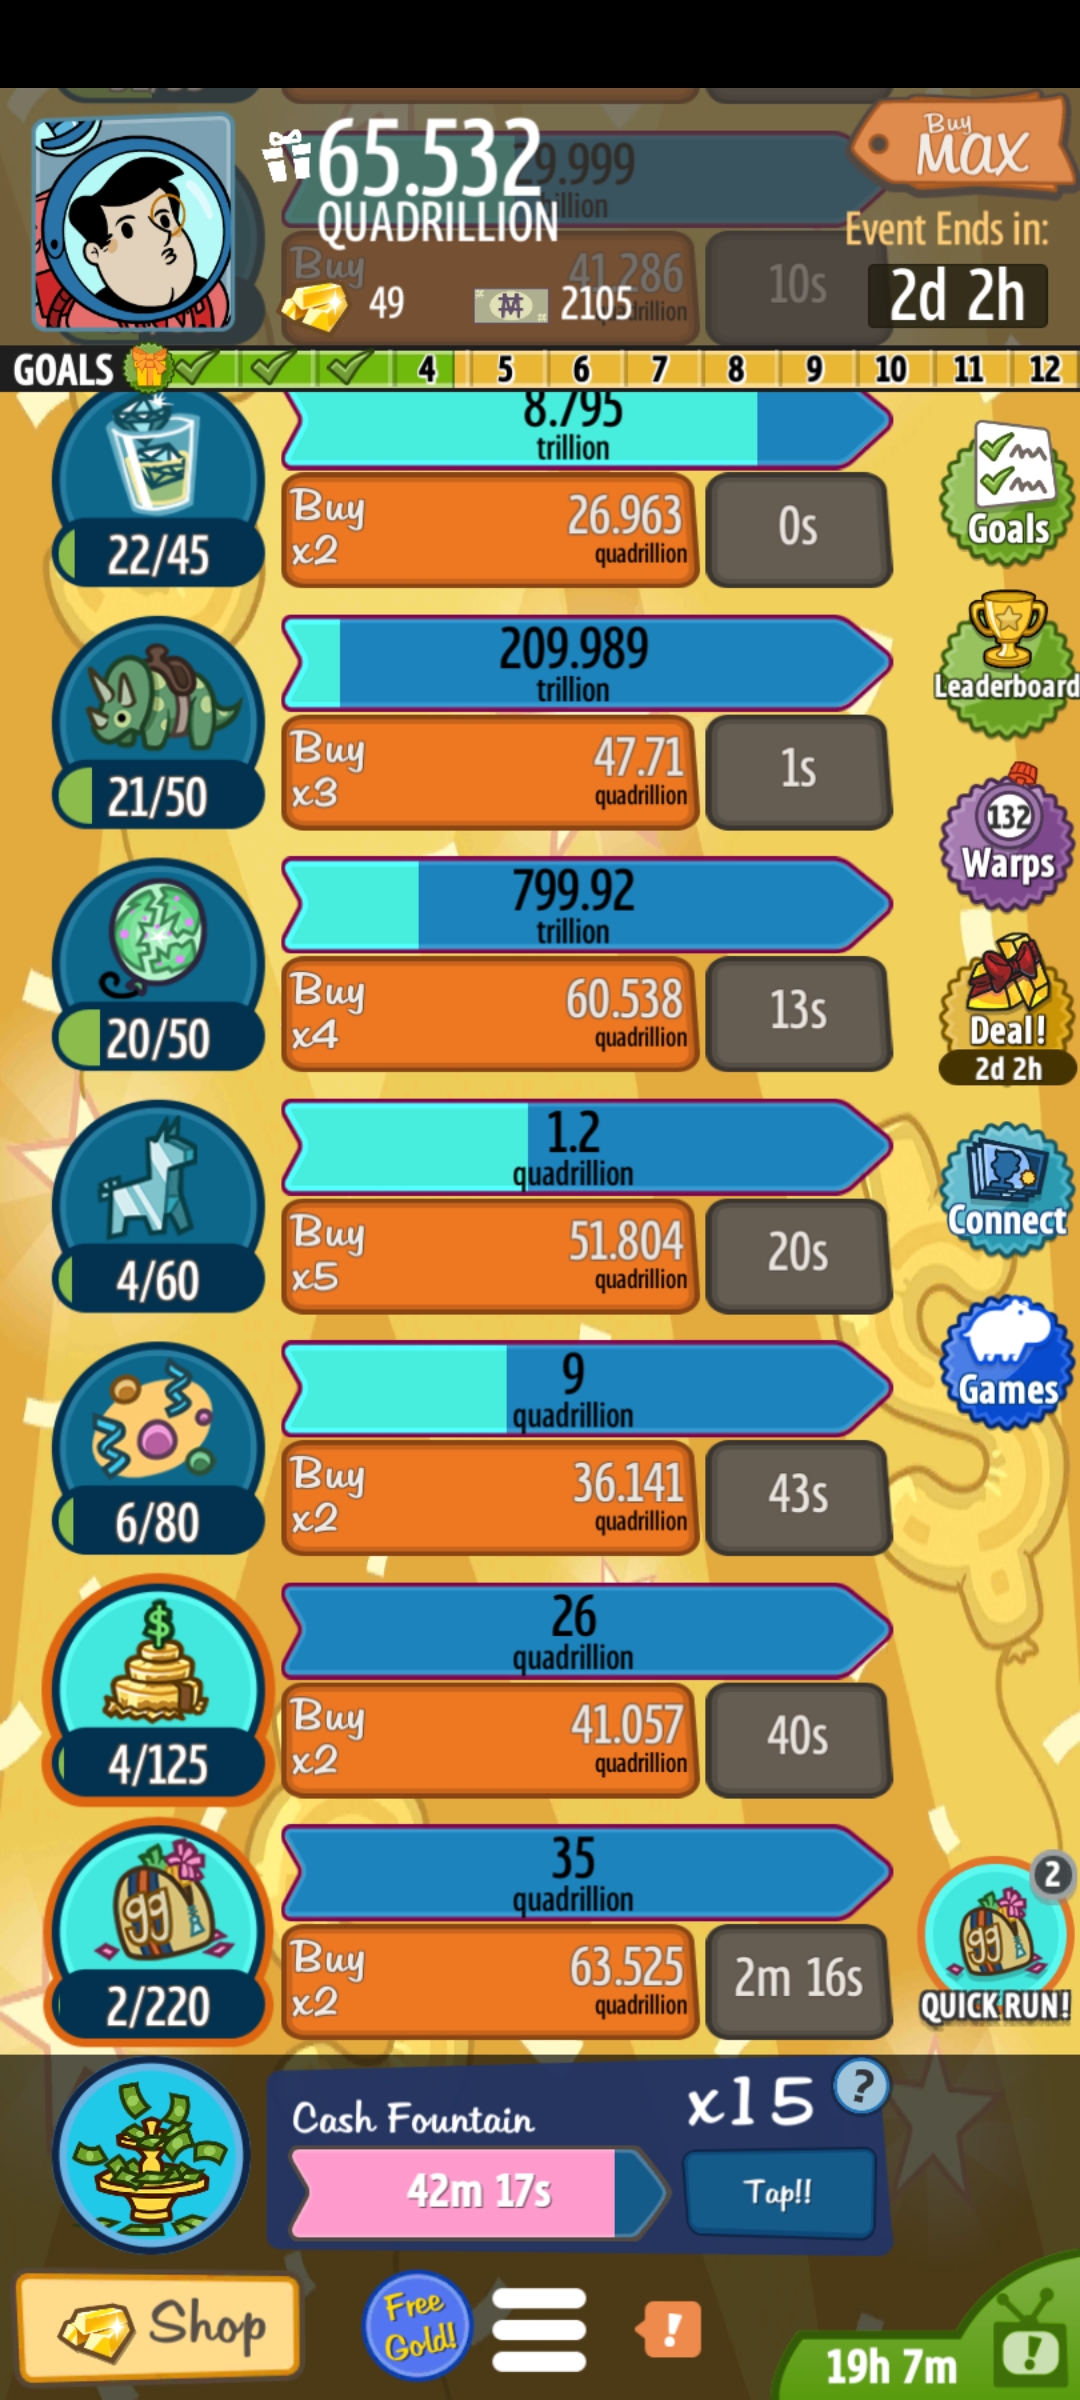 65.532
QUADRILLION
Buy
MAX
Event Ends in:
2d 2h
49
2105
Buy
41.286
10s
GOALS
4
5
6
7
8
9
10
11
12
8.795
trillion
22/45
Buy
x2
26.963
quadrillion
0s
Goals
209.989
trillion
21/50
Buy
x3
47.71
quadrillion
1s
Leaderboard
799.92
trillion
20/50
Buy
x4
60.538
quadrillion
13s
132
Warps
Deal!
2d 2h
1.2
quadrillion
4/60
Buy
x5
51.804
quadrillion
20s
Connect
9
quadrillion
6/80
Buy
x2
36.141
quadrillion
43s
Games
26
quadrillion
$
4/125
Buy
x2
41.057
quadrillion
40s
35
quadrillion
gg
2/220
Buy
x2
63.525
quadrillion
2m 16s
2
gg
QUICK RUN!
Cash Fountain
x15
?
42m 17s
Tap!!
Shop
Free
Gold!
!
19h 7m
!